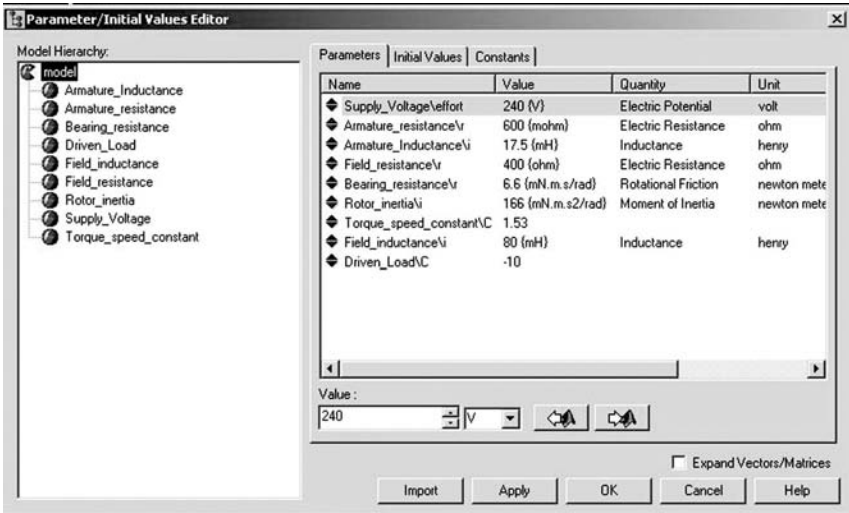 Parameter/Initial Values Editor
Model Hierarchy:
model
Armature_Inductance
Armature_resistance
Bearing_resistance
Driven_Load
Field_inductance
Field_resistance
Rotor_inertia
Supply_Voltage
Torque_speed_constant
Parameters Initial Values Constants
Name Value Quantity Unit
Supply_Voltage\effort 240 {V} Electric Potential volt
Armature_resistance\r 600 {mohm} Electric Resistance ohm
Armature_Inductance\i 17.5 {mH} Inductance henry
Field_resistance\r 400 {ohm} Electric Resistance ohm
Bearing_resistance\r 6.6 {mN.m.s/rad} Rotational Friction newton mete
Rotor_inertia\i 166 {mN.m.s2/rad} Moment of Inertia newton mete
Torque_speed_constant\C 1.53
Field_inductance\i 80 {mH} Inductance henry
Driven_Load\C -10
Value :
240 V
Expand Vectors/Matrices
Import Apply OK Cancel Help